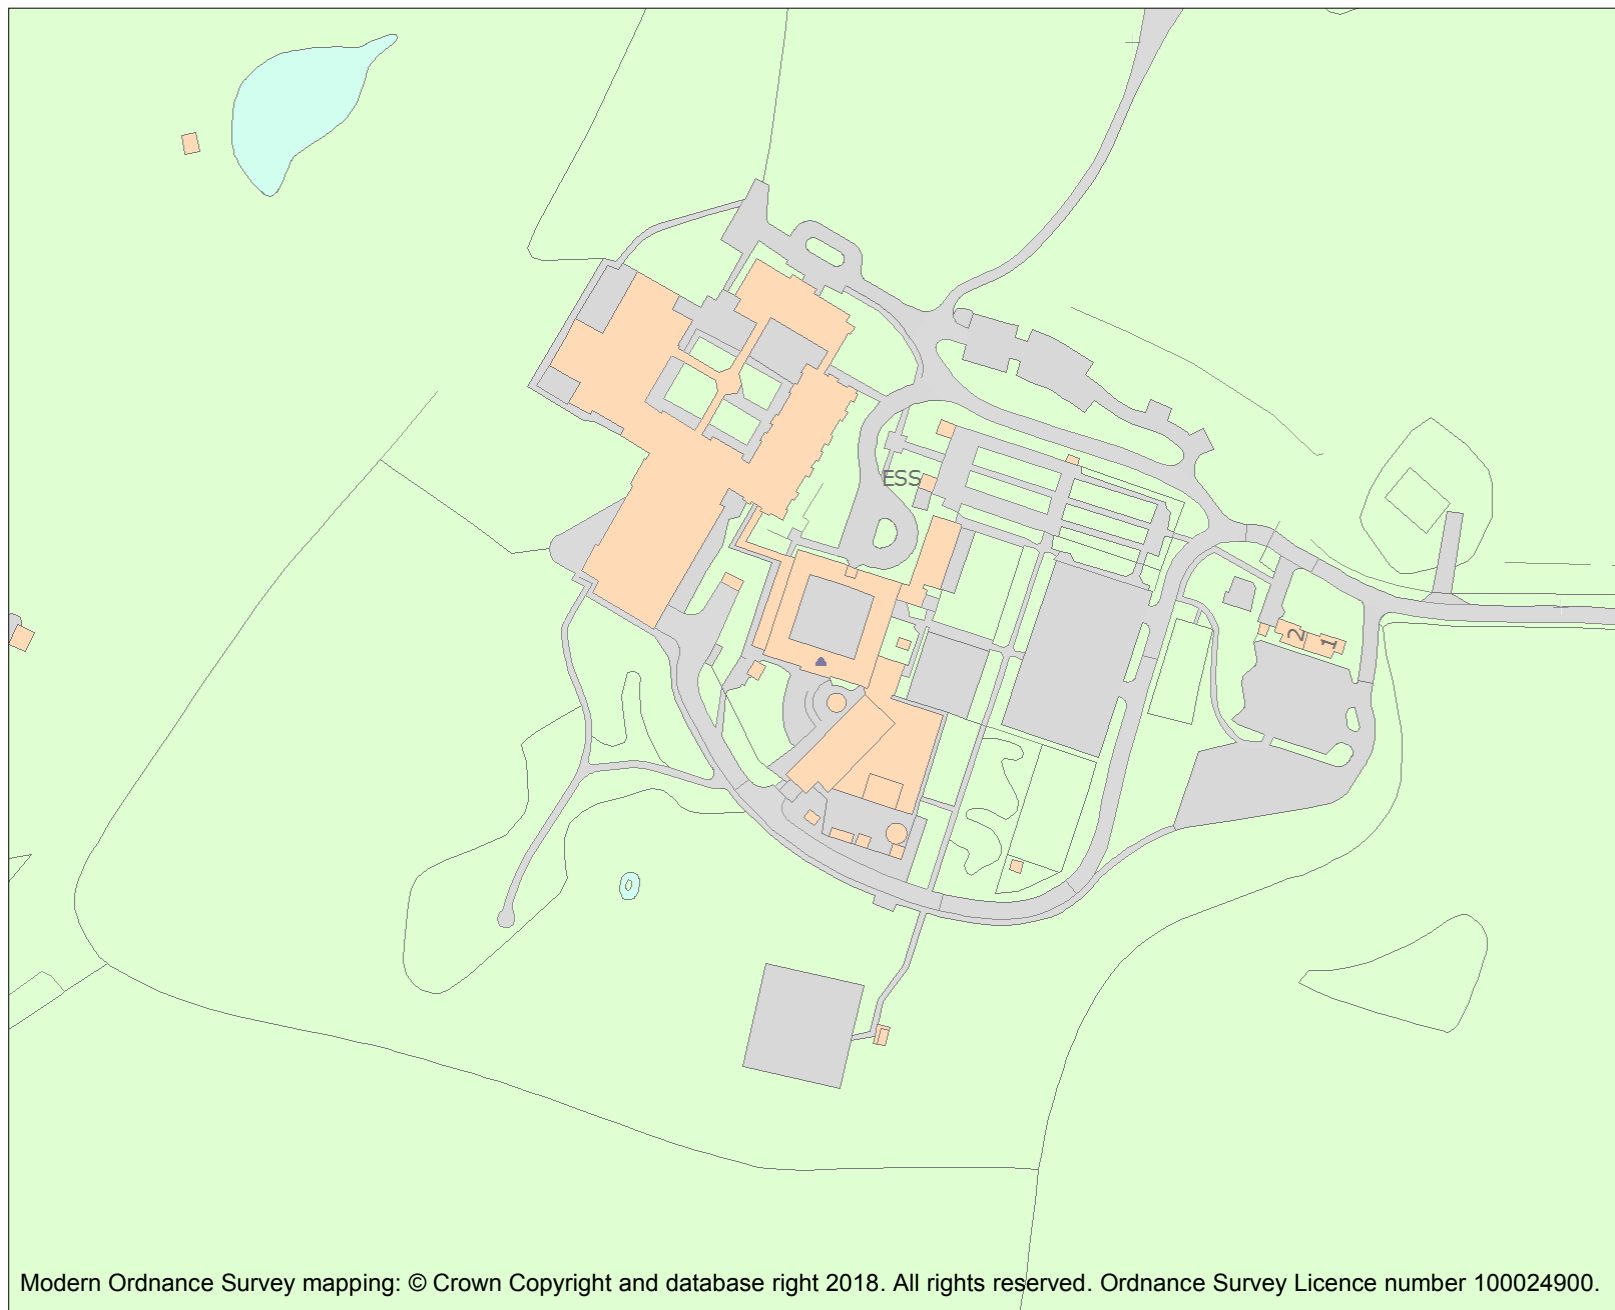 ESS
2
1
Modern Ordnance Survey mapping: © Crown Copyright and database right 2018. All rights reserved. Ordnance Survey Licence number 100024900.